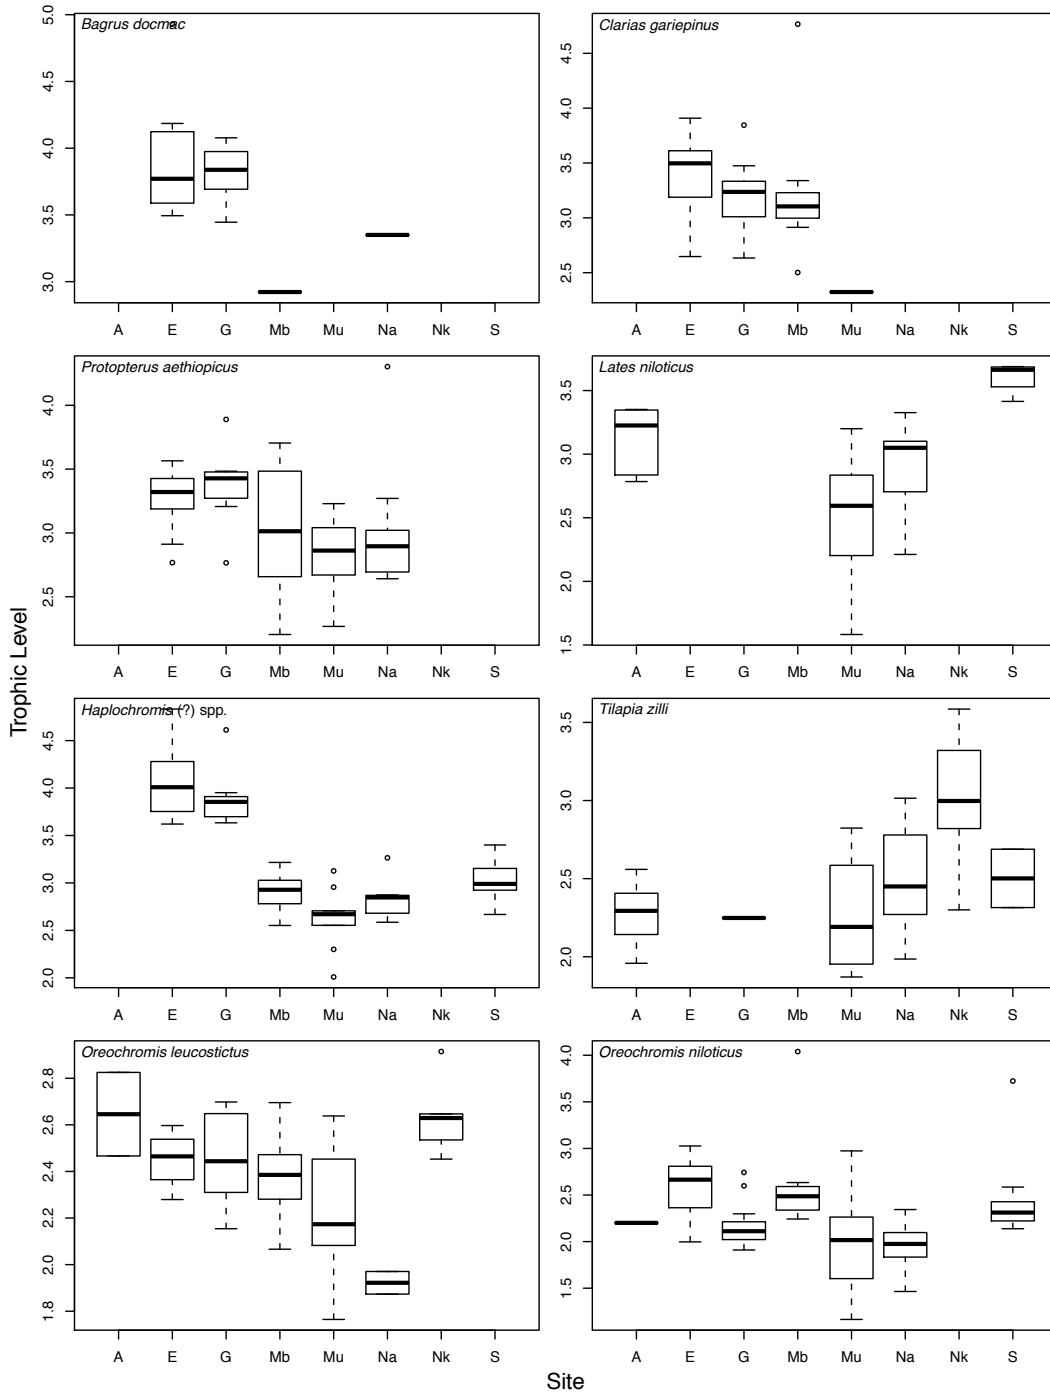 Bagrus docmac
5.0
4.5
4.0
3.5
3.0
A E G Mb Mu Na Nk S
Clarias gariepinus
4.5
4.0
3.5
3.0
2.5
A E G Mb Mu Na Nk S
Protopterus aethiopicus
4.0
3.5
3.0
2.5
A E G Mb Mu Na Nk S
Lates niloticus
3.5
3.0
2.5
2.0
1.5
A E G Mb Mu Na Nk S
Trophic Level
Haplochromis (?) spp.
4.5
4.0
3.5
3.0
2.5
2.0
A E G Mb Mu Na Nk S
Tilapia zilli
3.5
3.0
2.5
2.0
A E G Mb Mu Na Nk S
Oreochromis leucostictus
2.8
2.6
2.4
2.2
2.0
1.8
A E G Mb Mu Na Nk S
Oreochromis niloticus
4.0
3.5
3.0
2.5
2.0
1.5
A E G Mb Mu Na Nk S
Site